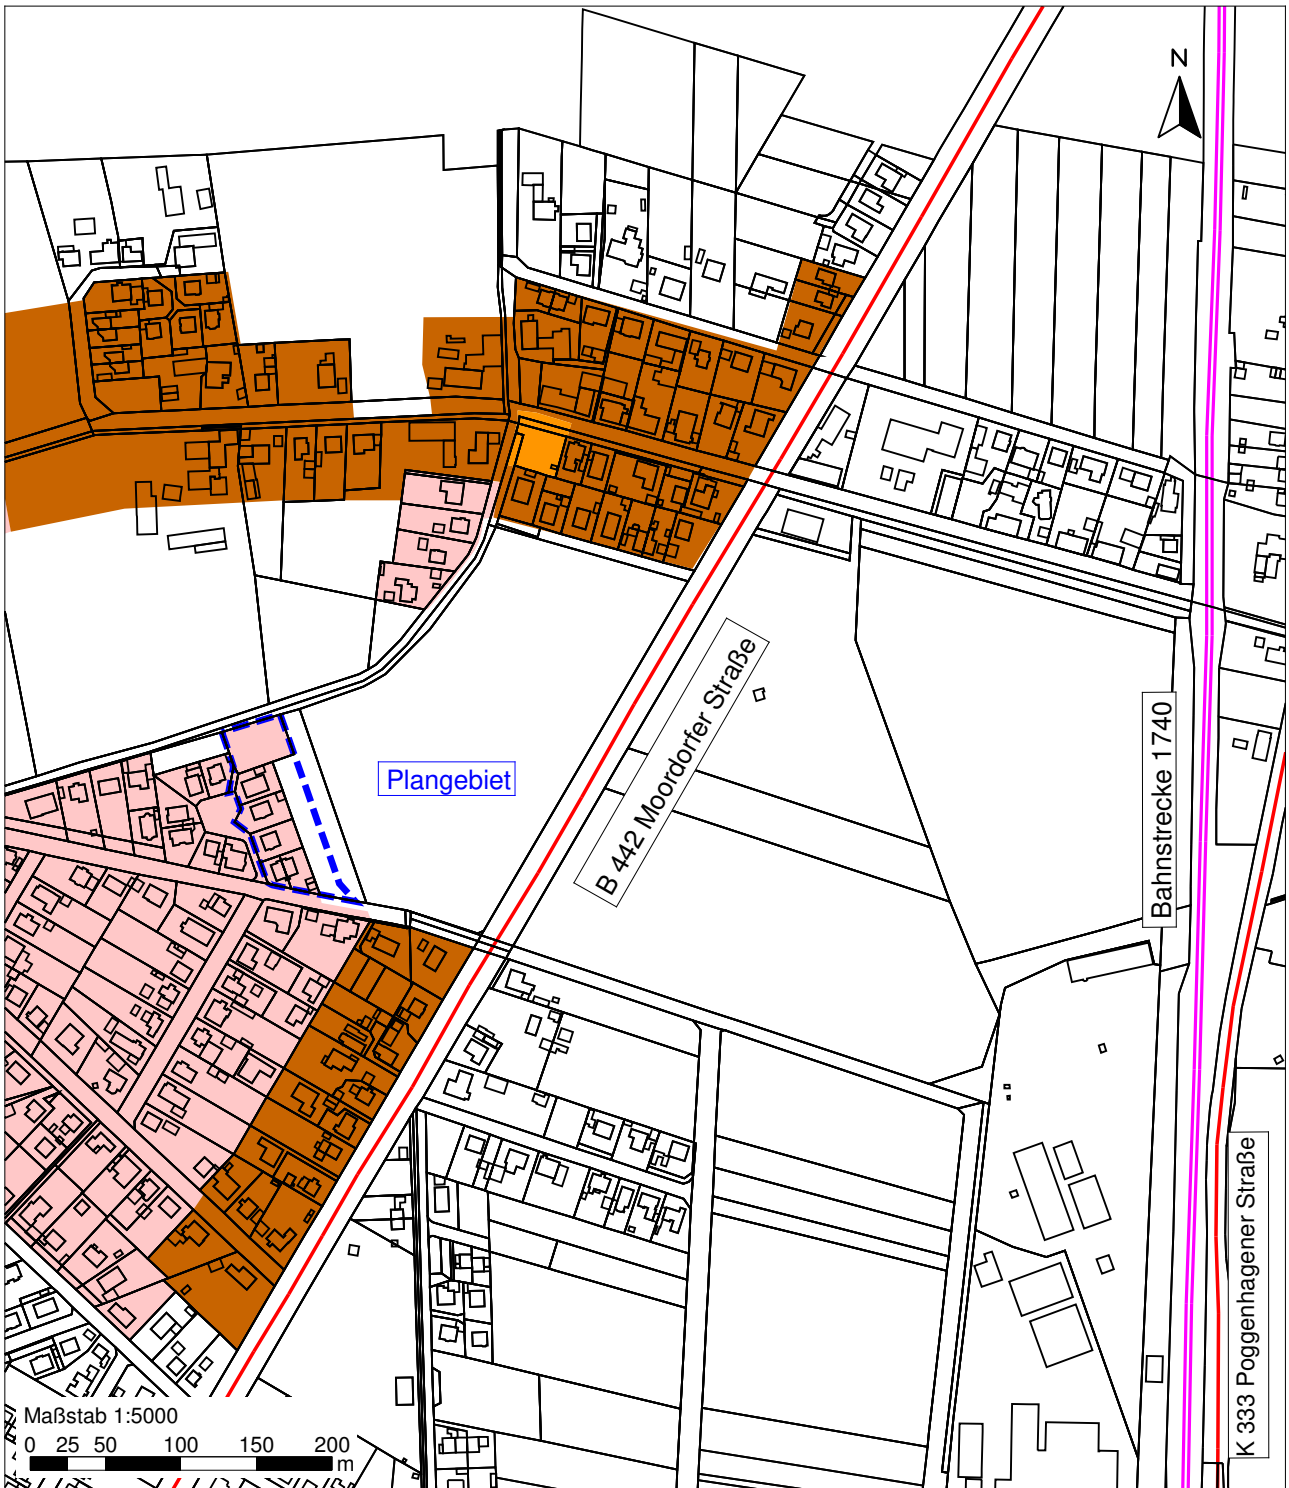 N
Plangebiet
B 442 Moordorfer Straße
Bahnstrecke 1740
K 333 Poggenhagener Straße
Maßstab 1:5000
0 25 50 100 150 200
m